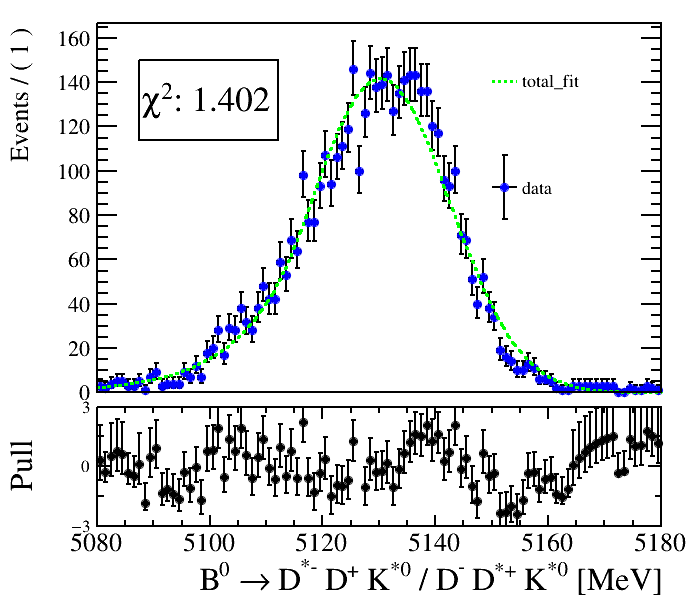 Events / ( 1 )
160
140
120
100
80
60
40
20
0
χ²: 1.402
total_fit
data
Pull
3
0
−3
5080 5100 5120 5140 5160 5180
B⁰ → D*⁻ D⁺ K*⁰ / D⁻ D*⁺ K*⁰ [MeV]